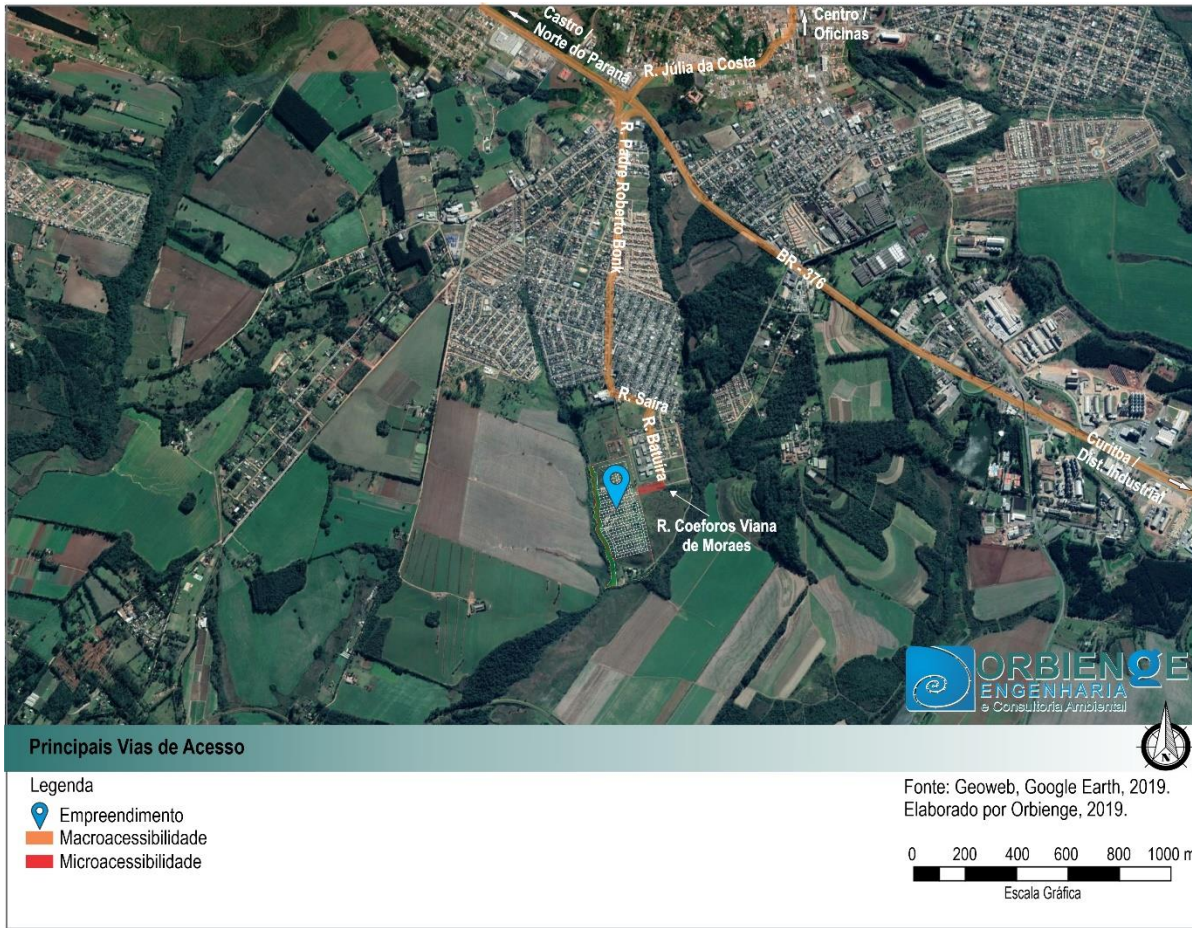 Castro /
Norte do Paraná
Centro /
Oficinas
R. Júlia da Costa
R. Padre Roberto Bonk
BR - 376
R. Saíra
R. Batuira
Curitba /
Dist. Industrial
R. Coeforos Viana
de Moraes
ORBIENGE
ENGENHARIA
e Consultoria Ambiental
Principais Vias de Acesso
N
Legenda
Empreendimento
Macroacessibilidade
Microacessibilidade
Fonte: Geoweb, Google Earth, 2019.
Elaborado por Orbienge, 2019.
0 200 400 600 800 1000 m
Escala Gráfica